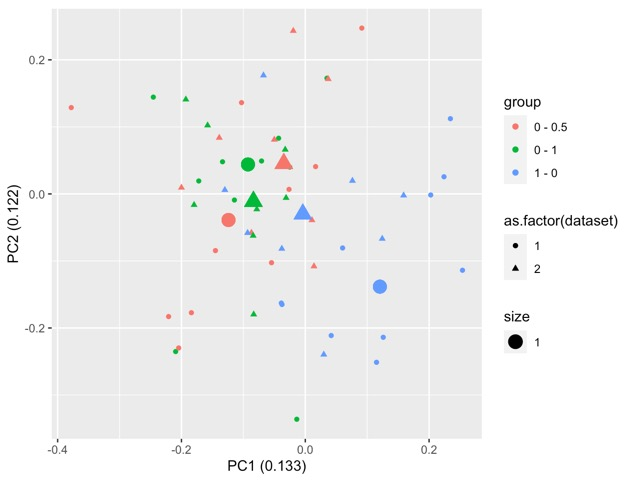 0.2
0.0
-0.2
-0.4
-0.2
0.0
0.2
PC1 (0.133)
PC2 (0.122)
group
0 - 0.5
0 - 1
1 - 0
as.factor(dataset)
1
2
size
1